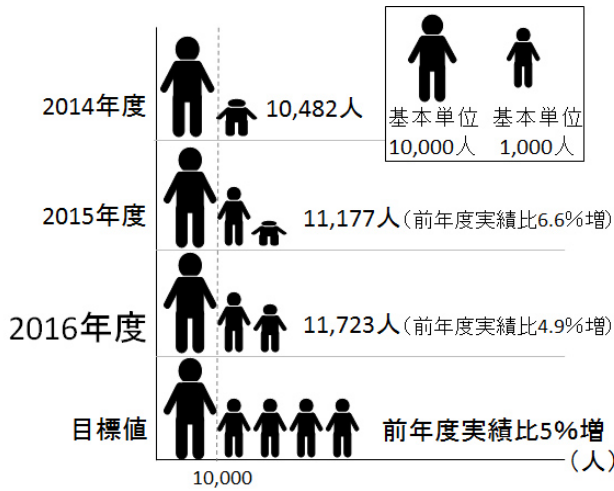 基本単位 基本単位
10,000人 1,000人
2014年度 10,482人
2015年度 11,177人(前年度実績比6.6%増)
2016年度 11,723人(前年度実績比4.9%増)
目標値 前年度実績比5%増
(人)
10,000